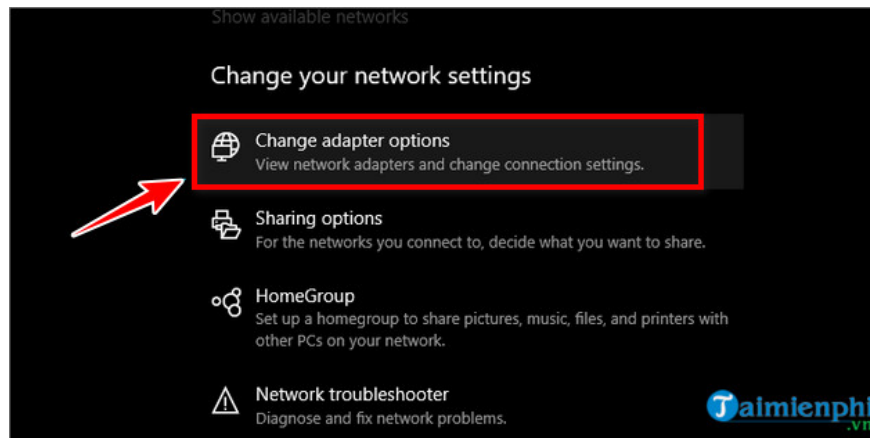 Show available networks
Change your network settings
Change adapter options
View network adapters and change connection settings.
Sharing options
For the networks you connect to, decide what you want to share.
HomeGroup
Set up a homegroup to share pictures, music, files, and printers with
other PCs on your network.
Network troubleshooter
Diagnose and fix network problems.
Taimienphi
.vn